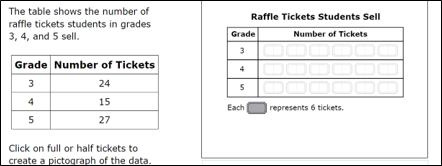 The table shows the number of
raffle tickets students in grades
3, 4, and 5 sell.
Grade Number of Tickets
3 24
4 15
5 27
Click on full or half tickets to
create a pictograph of the data.
Raffle Tickets Students Sell
Grade Number of Tickets
3
4
5
Each represents 6 tickets.